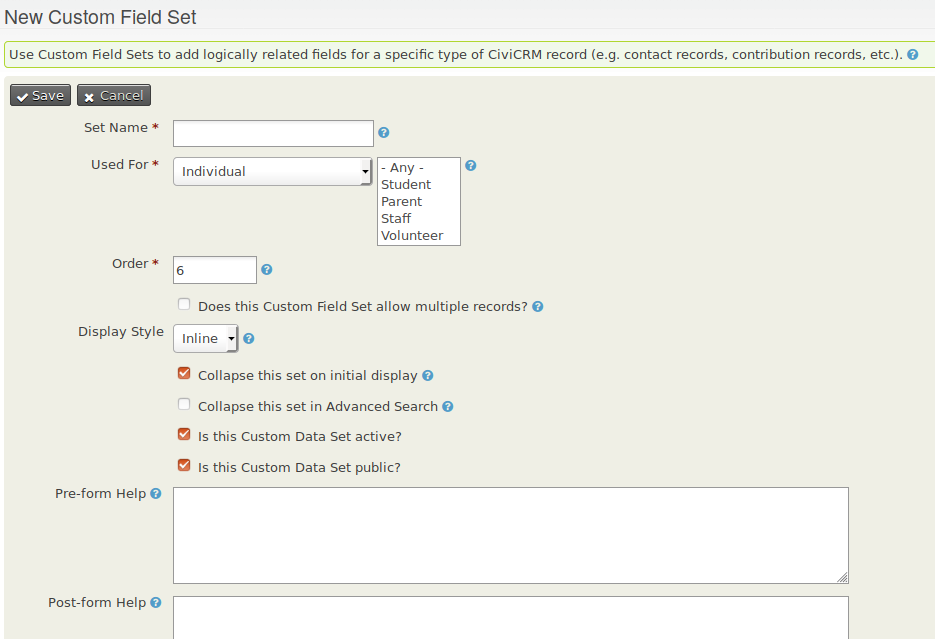 New Custom Field Set
Use Custom Field Sets to add logically related fields for a specific type of CiviCRM record (e.g. contact records, contribution records, etc.). ?
Save Cancel
Set Name * ?
Used For * Individual - Any - ?
Student
Parent
Staff
Volunteer
Order * 6 ?
Does this Custom Field Set allow multiple records? ?
Display Style Inline ?
Collapse this set on initial display ?
Collapse this set in Advanced Search ?
Is this Custom Data Set active?
Is this Custom Data Set public?
Pre-form Help ?
Post-form Help ?